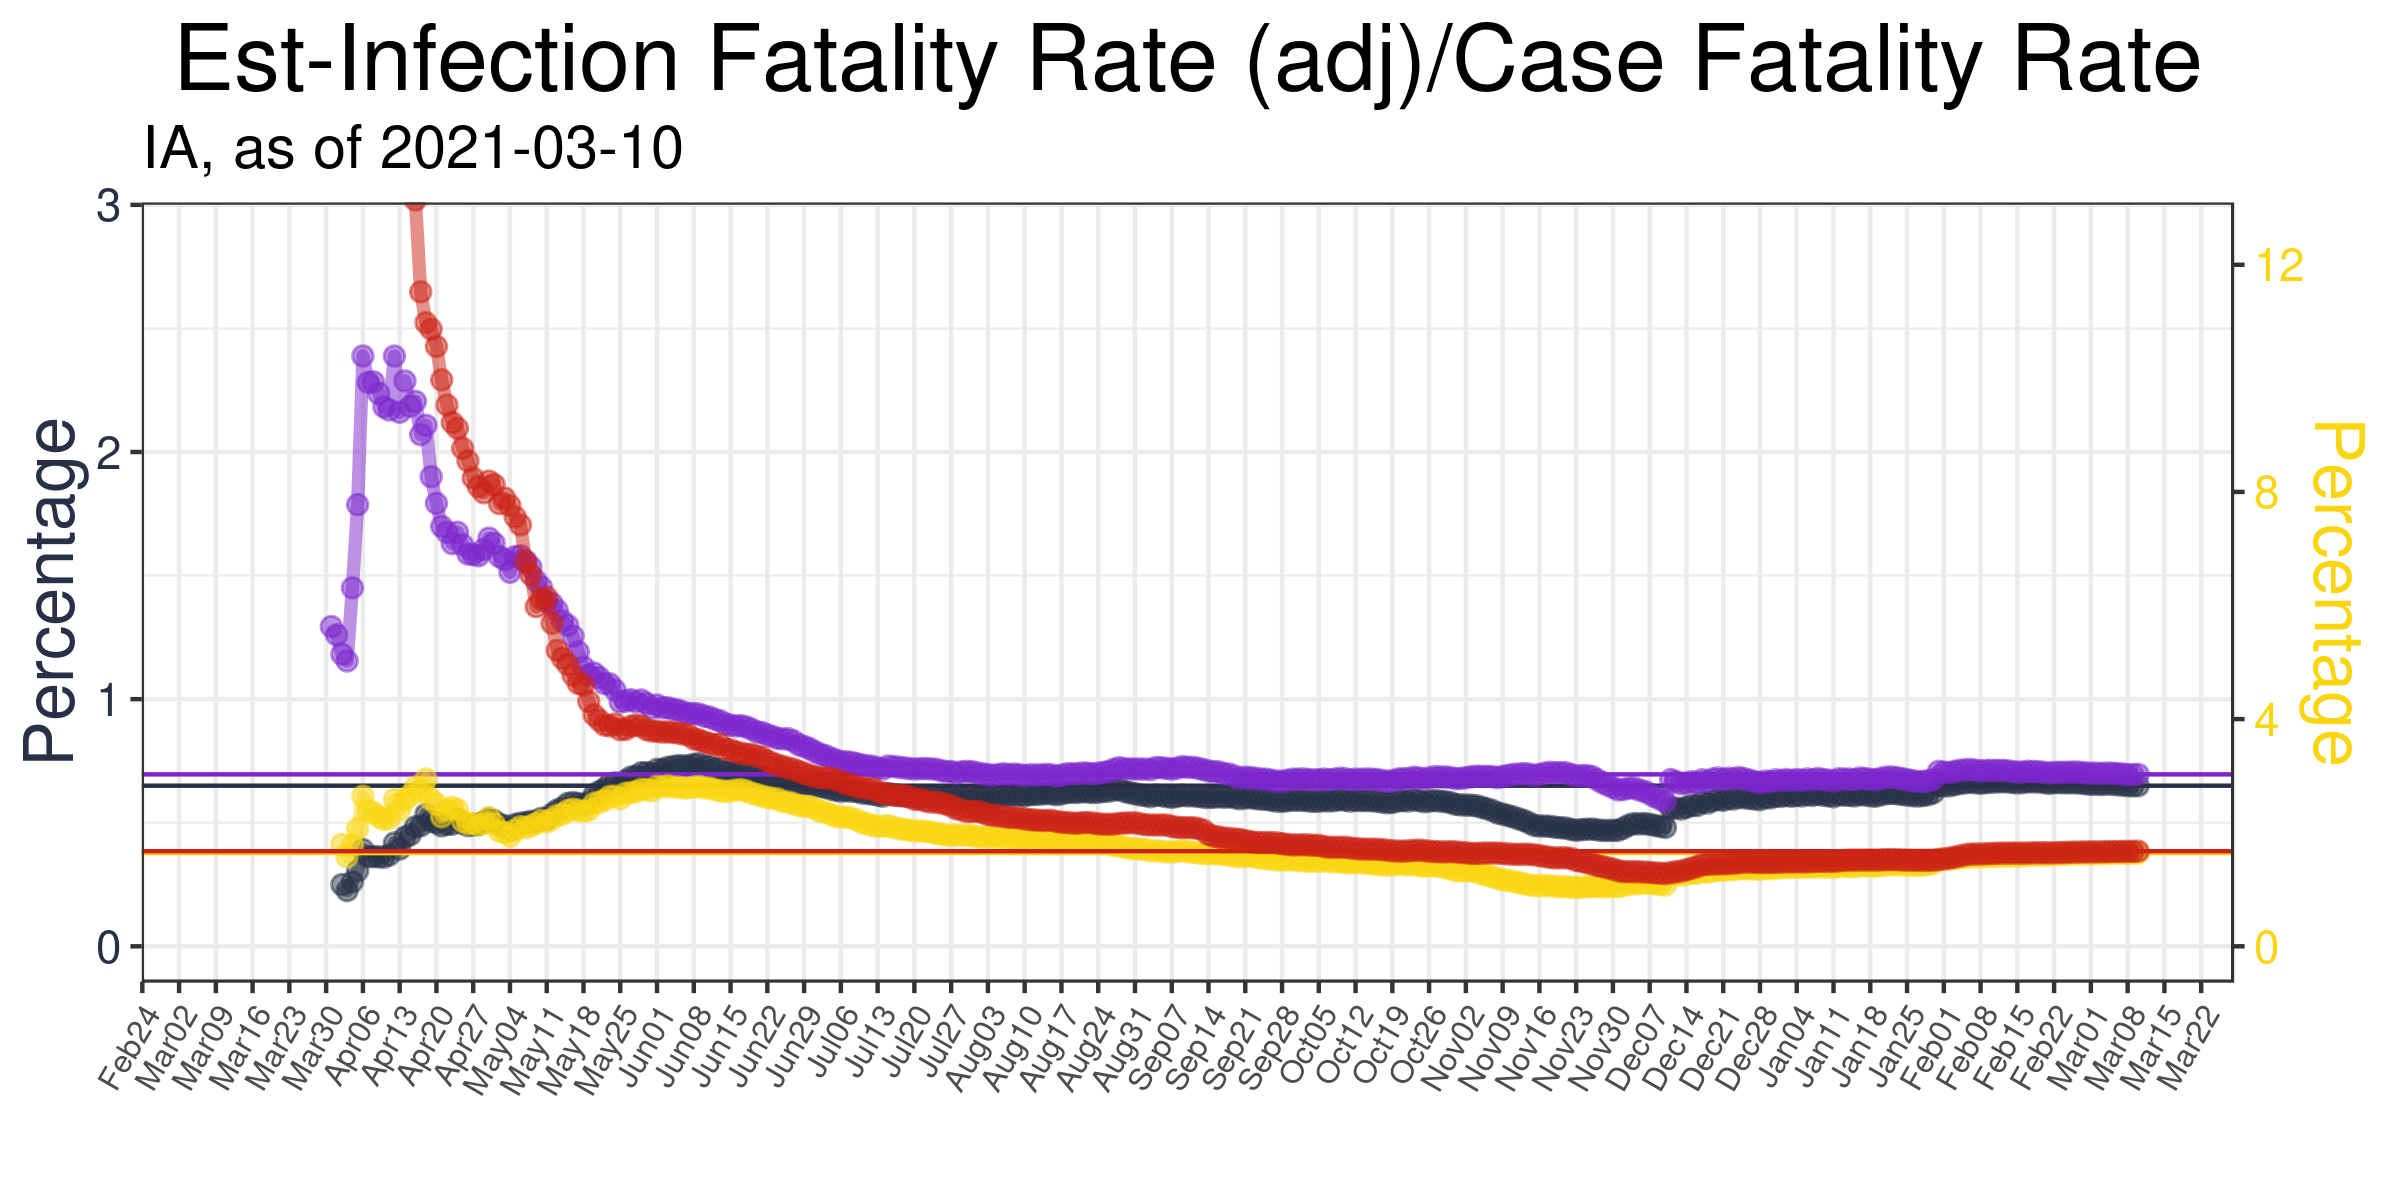 Est-Infection Fatality Rate (adj)/Case Fatality Rate
IA, as of 2021-03-10
Percentage
3
2
1
0
12
8
4
0
Percentage
Feb24
Mar02
Mar09
Mar16
Mar23
Mar30
Apr06
Apr13
Apr20
Apr27
May04
May11
May18
May25
Jun01
Jun08
Jun15
Jun22
Jun29
Jul06
Jul13
Jul20
Jul27
Aug03
Aug10
Aug17
Aug24
Aug31
Sep07
Sep14
Sep21
Sep28
Oct05
Oct12
Oct19
Oct26
Nov02
Nov09
Nov16
Nov23
Nov30
Dec07
Dec14
Dec21
Dec28
Jan04
Jan11
Jan18
Jan25
Feb01
Feb08
Feb15
Feb22
Mar01
Mar08
Mar15
Mar22